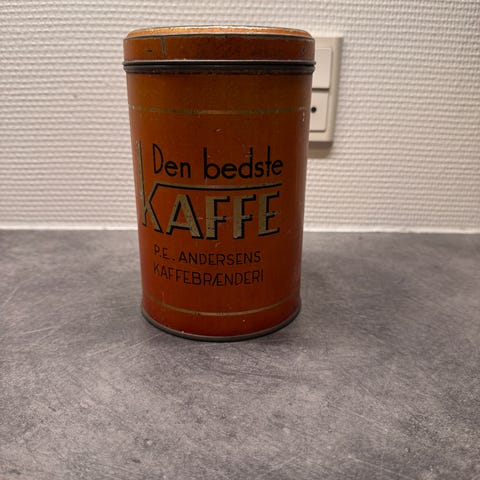 Den bedste
KAFFE
P.E. ANDERSENS
KAFFEBRÆNDERI